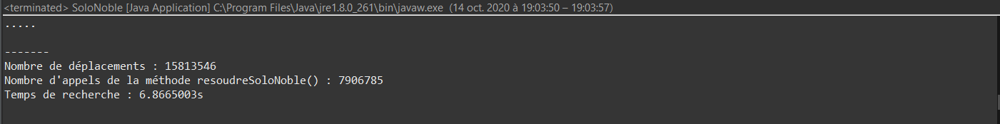 <terminated> SoloNoble [Java Application] C:\Program Files\Java\jre1.8.0_261\bin\javaw.exe (14 oct. 2020 à 19:03:50 – 19:03:57)
.....
-------
Nombre de déplacements : 15813546
Nombre d'appels de la méthode resoudreSoloNoble() : 7906785
Temps de recherche : 6.8665003s